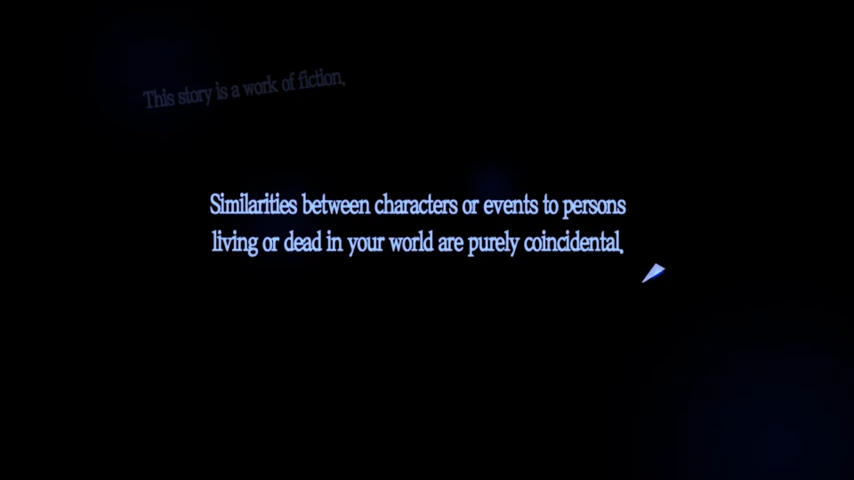 This story is a work of fiction.
Similarities between characters or events to persons
living or dead in your world are purely coincidental.